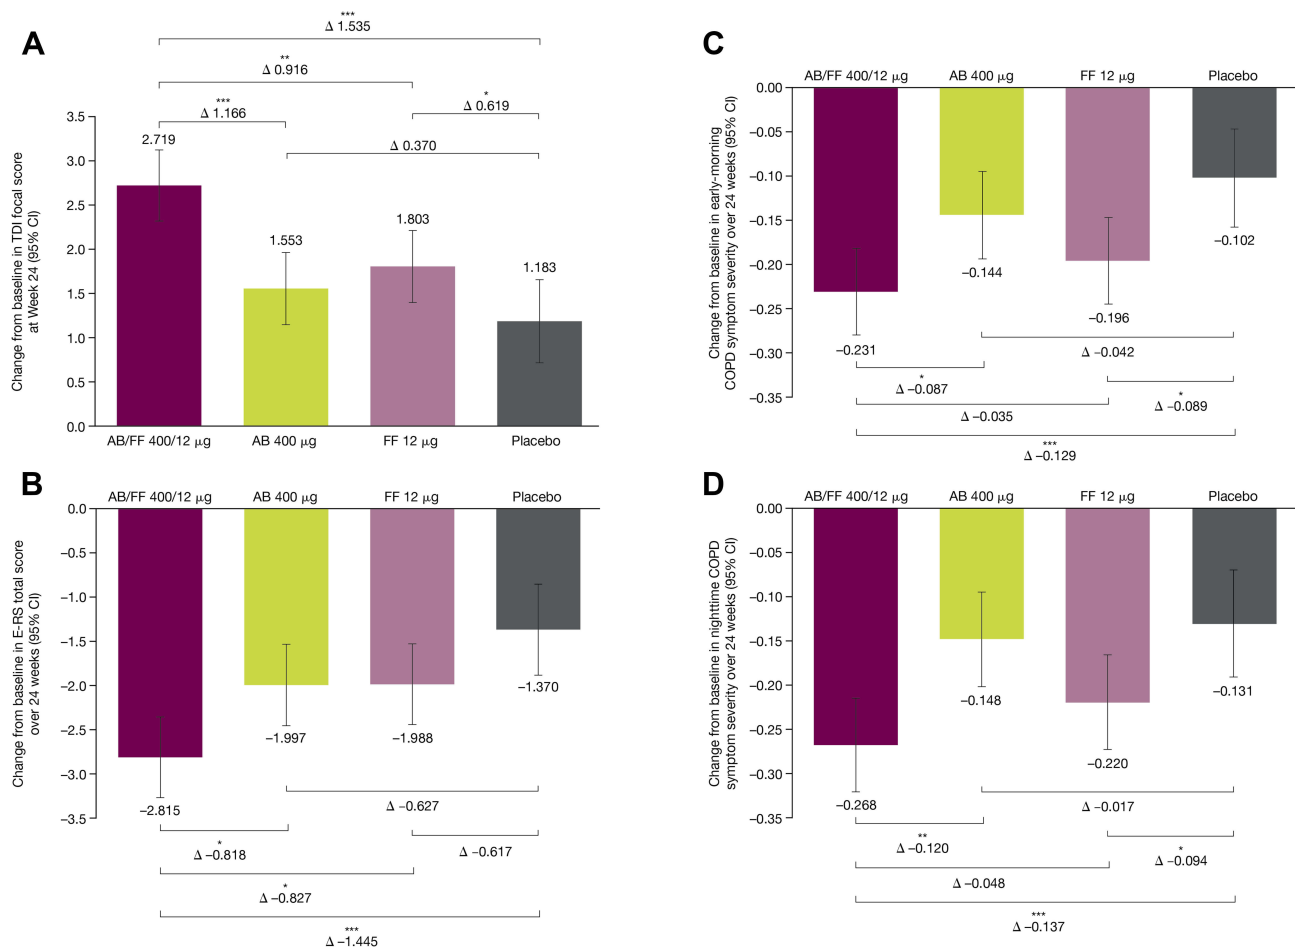 A
***
Δ 1.535
**
Δ 0.916
***
Δ 1.166
*
Δ 0.619
Δ 0.370
Change from baseline in TDI focal score
at Week 24 (95% CI)
3.5
3.0
2.5
2.0
1.5
1.0
0.5
0.0
2.719
1.553
1.803
1.183
AB/FF 400/12 μg
AB 400 μg
FF 12 μg
Placebo
B
AB/FF 400/12 μg
AB 400 μg
FF 12 μg
Placebo
Change from baseline in E-RS total score
over 24 weeks (95% CI)
0.0
−0.5
−1.0
−1.5
−2.0
−2.5
−3.0
−3.5
−2.815
−1.997
−1.988
−1.370
Δ −0.627
*
Δ −0.818
Δ −0.617
*
Δ −0.827
***
Δ −1.445
C
AB/FF 400/12 μg
AB 400 μg
FF 12 μg
Placebo
Change from baseline in early-morning
COPD symptom severity over 24 weeks (95% CI)
0.00
−0.05
−0.10
−0.15
−0.20
−0.25
−0.30
−0.35
−0.231
−0.144
−0.196
−0.102
Δ −0.042
*
Δ −0.087
*
Δ −0.089
Δ −0.035
***
Δ −0.129
D
AB/FF 400/12 μg
AB 400 μg
FF 12 μg
Placebo
Change from baseline in nighttime COPD
symptom severity over 24 weeks (95% CI)
0.00
−0.05
−0.10
−0.15
−0.20
−0.25
−0.30
−0.35
−0.268
−0.148
−0.220
−0.131
Δ −0.017
**
Δ −0.120
*
Δ −0.094
Δ −0.048
***
Δ −0.137